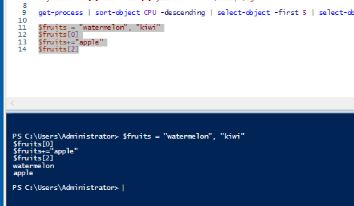 8
9 get-process | sort-object CPU -descending | select-object -first 5 | select-ob
10
11 $fruits = "watermelon", "kiwi"
12 $fruits[0]
13 $fruits+="apple"
14 $fruits[2]
PS C:\Users\Administrator> $fruits = "watermelon", "kiwi"
$fruits[0]
$fruits+="apple"
$fruits[2]
watermelon
apple
PS C:\Users\Administrator>